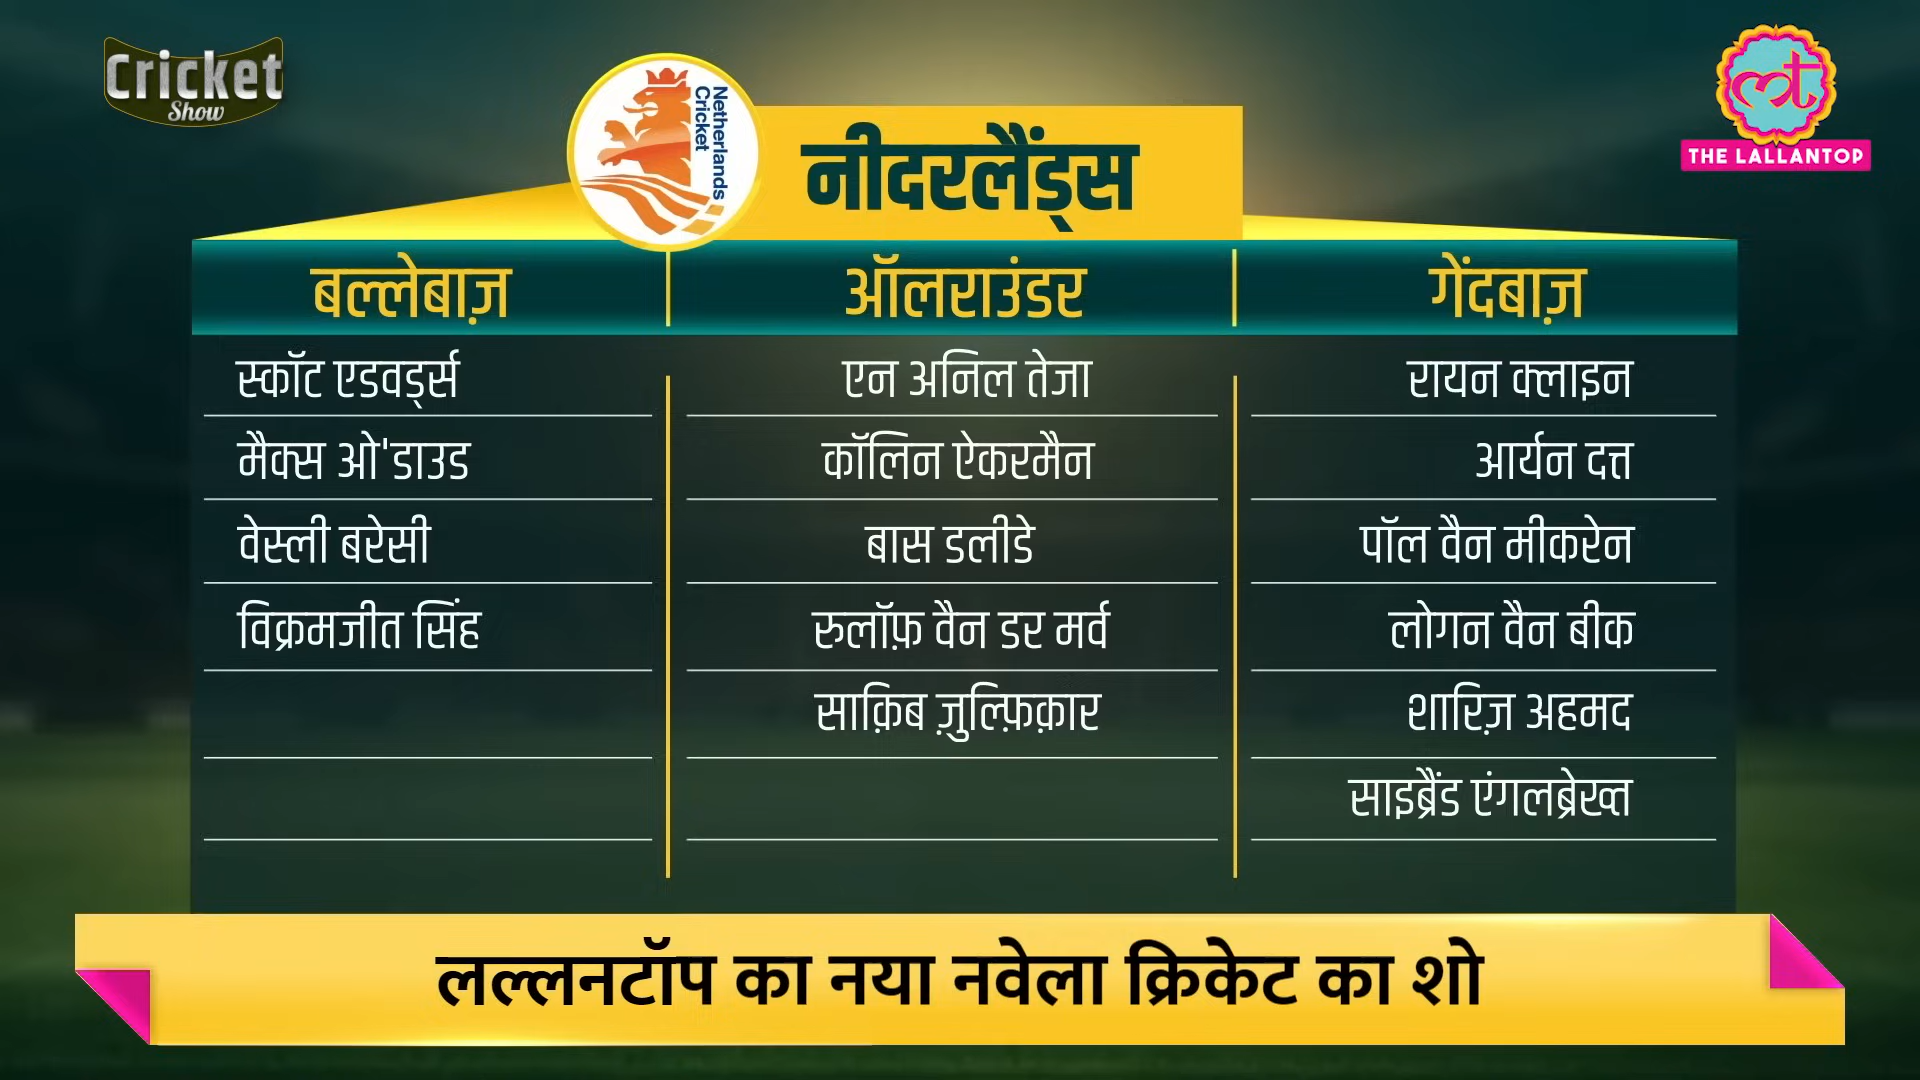 Cricket
Show
Netherlands
Cricket
नीदरलैंड्स
THE LALLANTOP
बल्लेबाज़ ऑलराउंडर गेंदबाज़
स्कॉट एडवर्ड्स एन अनिल तेजा रायन क्लाइन
मैक्स ओ'डाउड कॉलिन ऐकरमैन आर्यन दत्त
वेस्ली बरेसी बास डलीडे पॉल वैन मीकरेन
विक्रमजीत सिंह रुलॉफ़ वैन डर मर्व लोगन वैन बीक
साक़िब ज़ुल्फ़िक़ार शारिज़ अहमद
साइब्रैंड एंगलब्रेख्त
लल्लनटॉप का नया नवेला क्रिकेट का शो